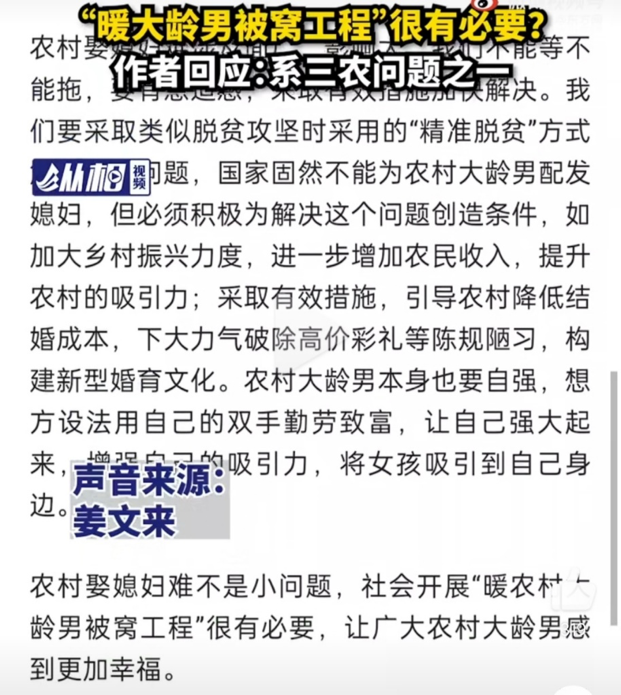 “暖大龄男被窝工程”很有必要？
作者回应：系三农问题之一
农村娶媳妇
我们不能等不
能拖，采取有效措施加快解决。我
们要采取类似脱贫攻坚时采用的“精准脱贫”方式
纵相
视频
问题，国家固然不能为农村大龄男配发
媳妇，但必须积极为解决这个问题创造条件，如
加大乡村振兴力度，进一步增加农民收入，提升
农村的吸引力；采取有效措施，引导农村降低结
婚成本，下大力气破除高价彩礼等陈规陋习，构
建新型婚育文化。农村大龄男本身也要自强，想
方设法用自己的双手勤劳致富，让自己强大起
来，增强自己的吸引力，将女孩吸引到自己身
边。
声音来源：
姜文来
农村娶媳妇难不是小问题，社会开展“暖农村大
龄男被窝工程”很有必要，让广大农村大龄男感
到更加幸福。